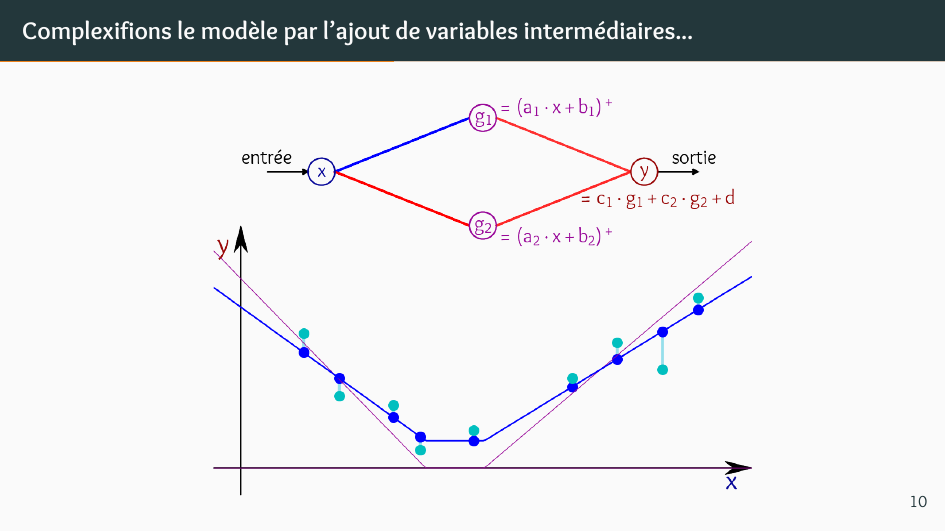 Complexifions le modèle par l'ajout de variables intermédiaires...
g₁ = (a₁ · x + b₁)⁺
entrée x y sortie
= c₁ · g₁ + c₂ · g₂ + d
g₂ = (a₂ · x + b₂)⁺
y
x
10